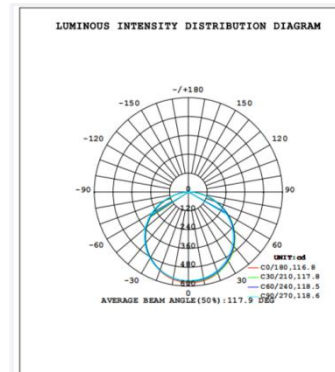 LUMINOUS INTENSITY DISTRIBUTION DIAGRAM
-/+180
-150 150
-120 120
-90 0 90
120
240
-60 360 60
480
UNIT:cd
-30 600 30
0
C0/180,116.8
C30/210,117.8
C60/240,118.5
C90/270,118.6
AVERAGE BEAM ANGLE(50%):117.9 DEG